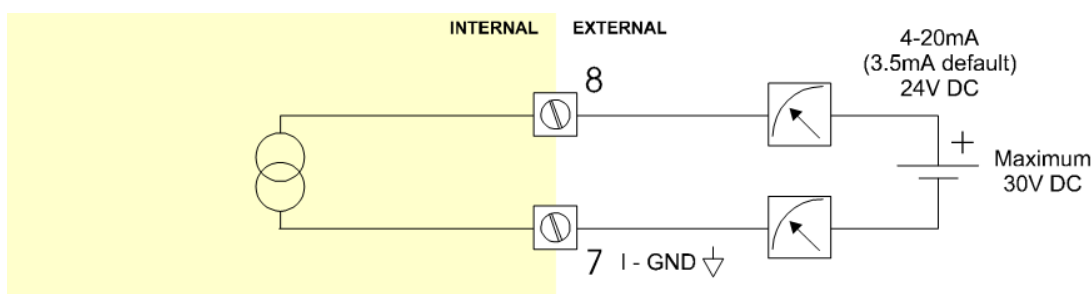 INTERNAL EXTERNAL
8
4-20mA
(3.5mA default)
24V DC
+
Maximum
30V DC
7 I - GND